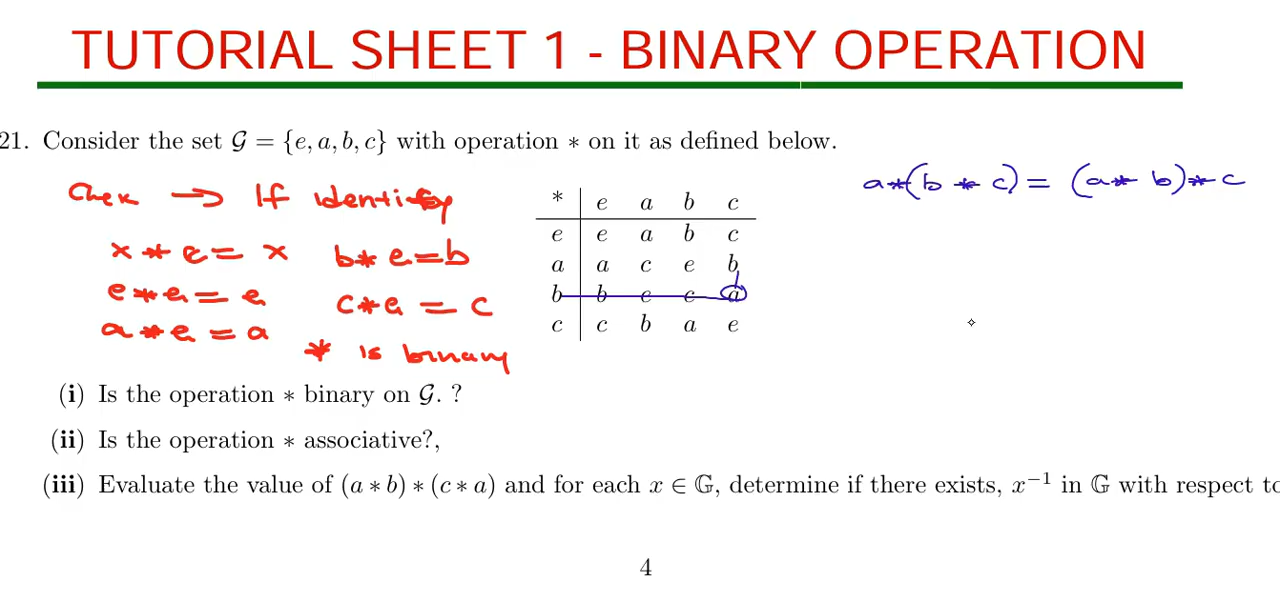 TUTORIAL SHEET 1 - BINARY OPERATION
21. Consider the set 𝒢 = {e, a, b, c} with operation ∗ on it as defined below.
a*(b * c) = (a* b)* c
Chex → If identity
x * e = x b* e = b
e * e = e c * e = c
a * e = a
* is binary
∗ e a b c
e e a b c
a a c e b
b b e c a
c c b a e
(i) Is the operation ∗ binary on 𝒢. ?
(ii) Is the operation ∗ associative?,
(iii) Evaluate the value of (a ∗ b) ∗ (c ∗ a) and for each x ∈ 𝔾, determine if there exists, x⁻¹ in 𝔾 with respect to
4